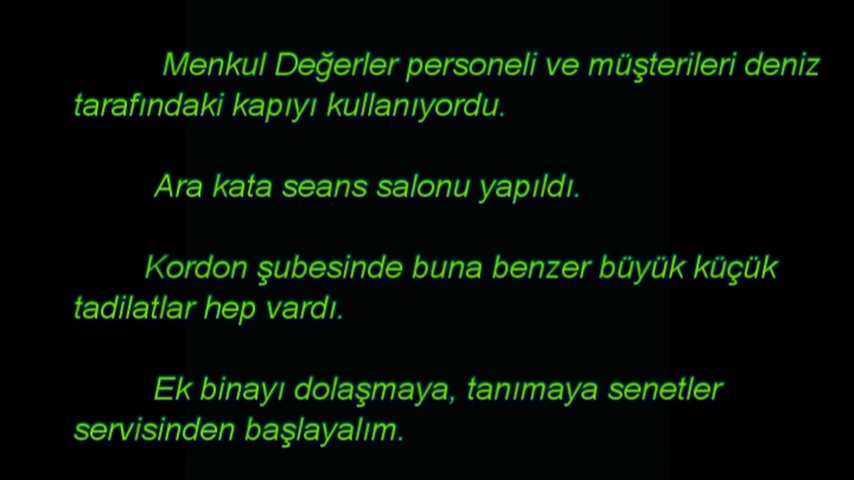 Menkul Değerler personeli ve müşterileri deniz
tarafındaki kapıyı kullanıyordu.
Ara kata seans salonu yapıldı.
Kordon şubesinde buna benzer büyük küçük
tadilatlar hep vardı.
Ek binayı dolaşmaya, tanımaya senetler
servisinden başlayalım.